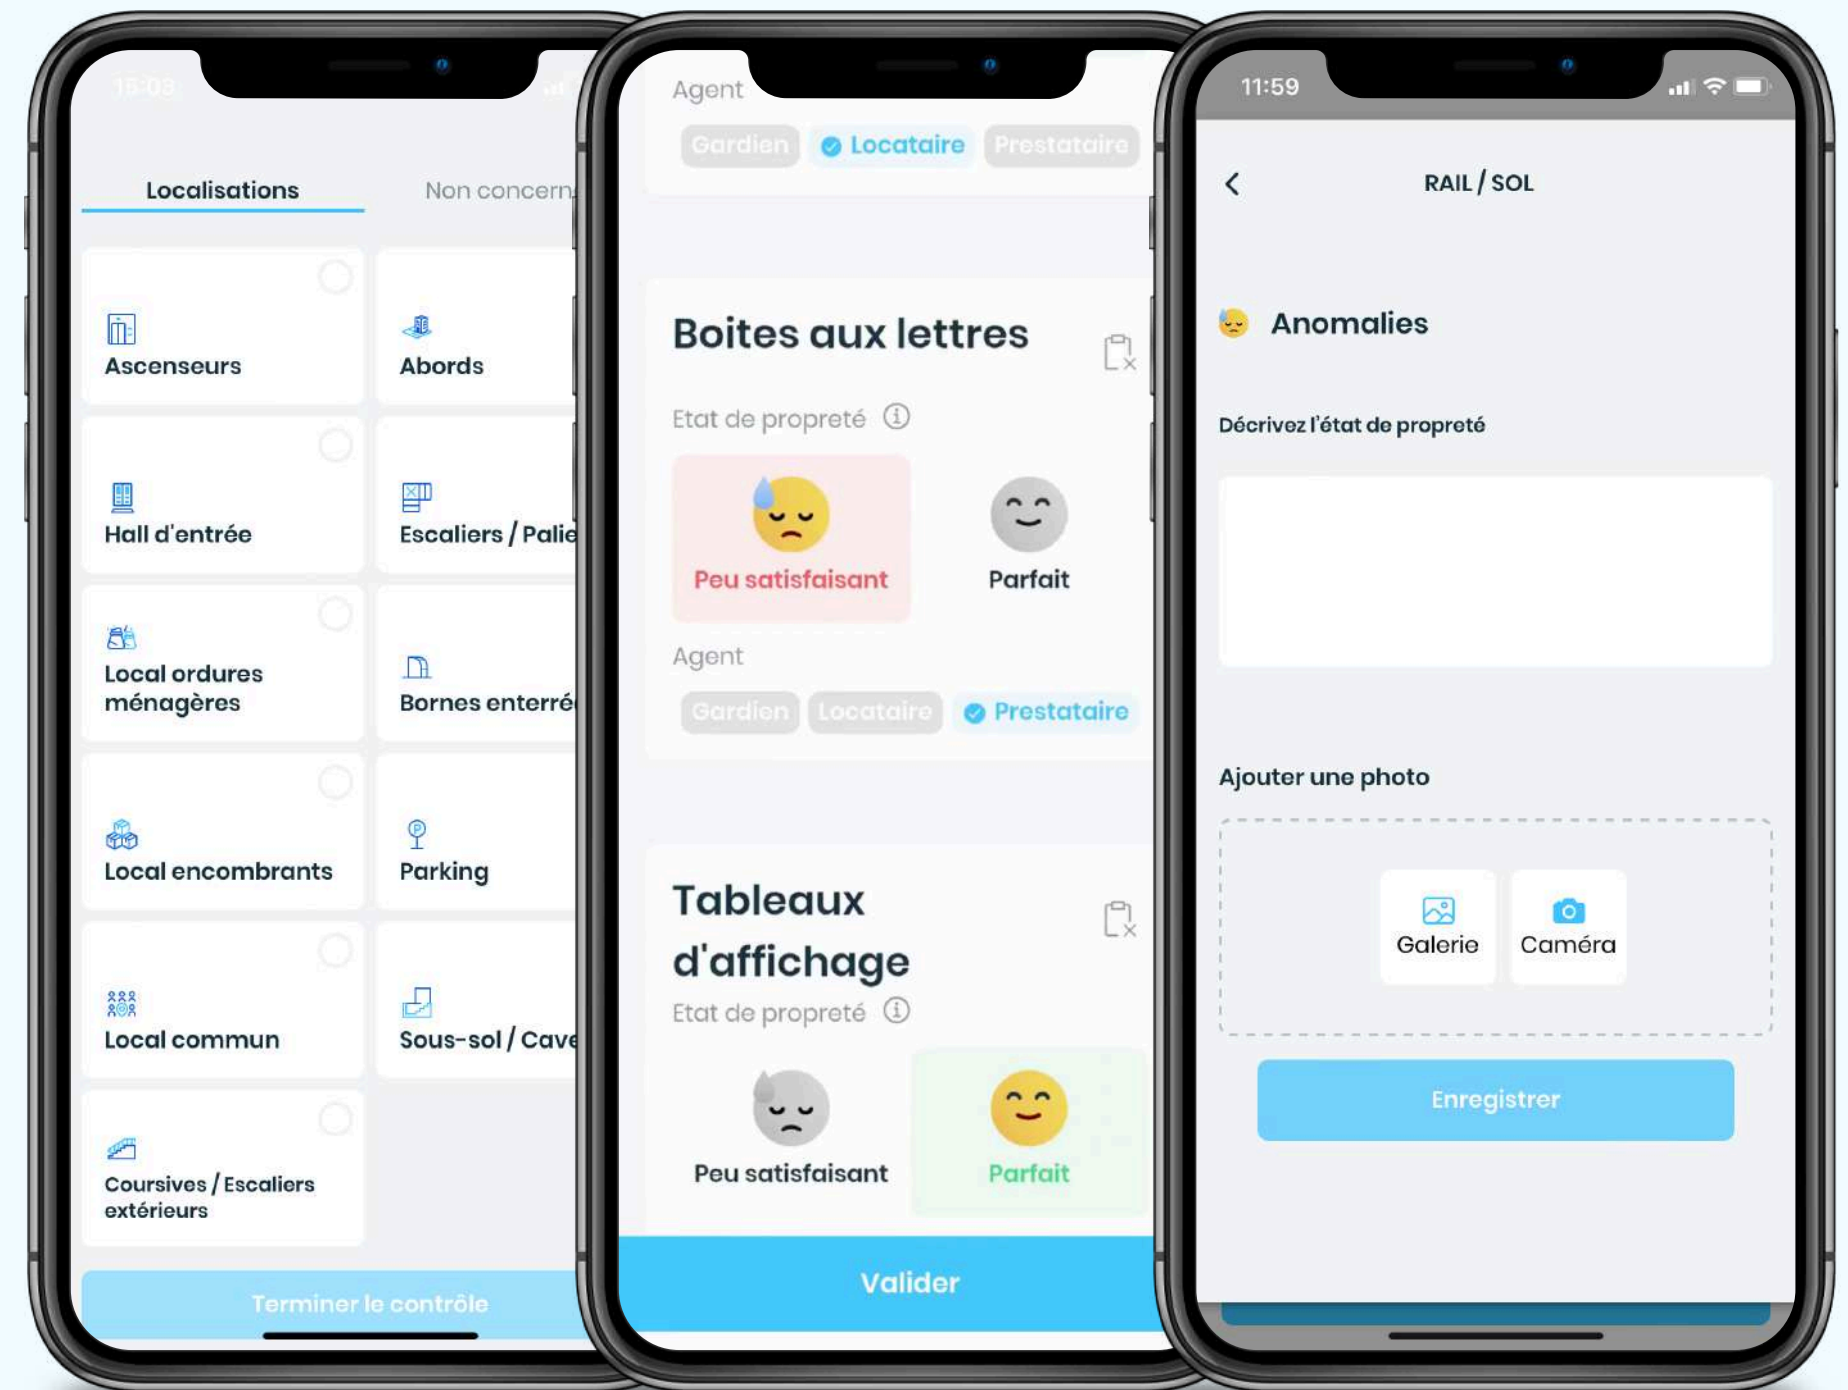 15:03
Localisations
Non concern
Ascenseurs
Abords
Hall d'entrée
Escaliers / Palie
Local ordures
ménagères
Bornes enterré
Local encombrants
Parking
Local commun
Sous-sol / Cave
Coursives / Escaliers
extérieurs
Terminer le contrôle
Agent
Gardien
Locataire
Prestataire
Boites aux lettres
Etat de propreté
Peu satisfaisant
Parfait
Agent
Gardien
Locataire
Prestataire
Tableaux
d'affichage
Etat de propreté
Peu satisfaisant
Parfait
Valider
11:59
RAIL / SOL
Anomalies
Décrivez l'état de propreté
Ajouter une photo
Galerie
Caméra
Enregistrer